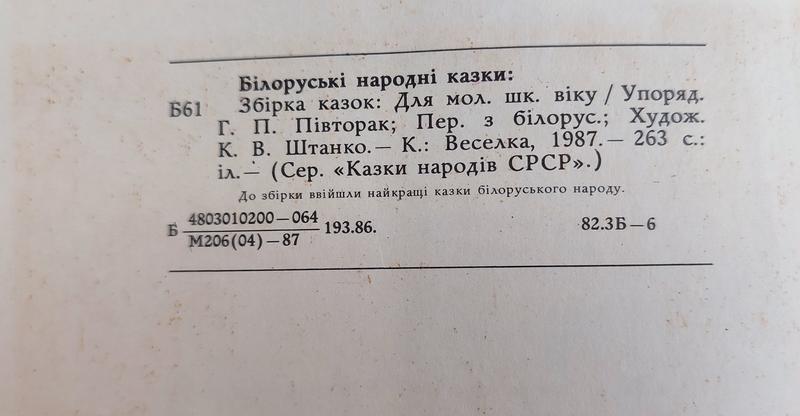 Білоруські народні казки:
Б61 Збірка казок: Для мол. шк. віку / Упоряд.
Г. П. Півторак; Пер. з білорус.; Худож.
К. В. Штанко.— К.: Веселка, 1987.— 263 с.:
іл.— (Сер. «Казки народів СРСР».)
До збірки ввійшли найкращі казки білоруського народу.
4803010200—064
Б 193.86. 82.3Б—6
М206(04)—87